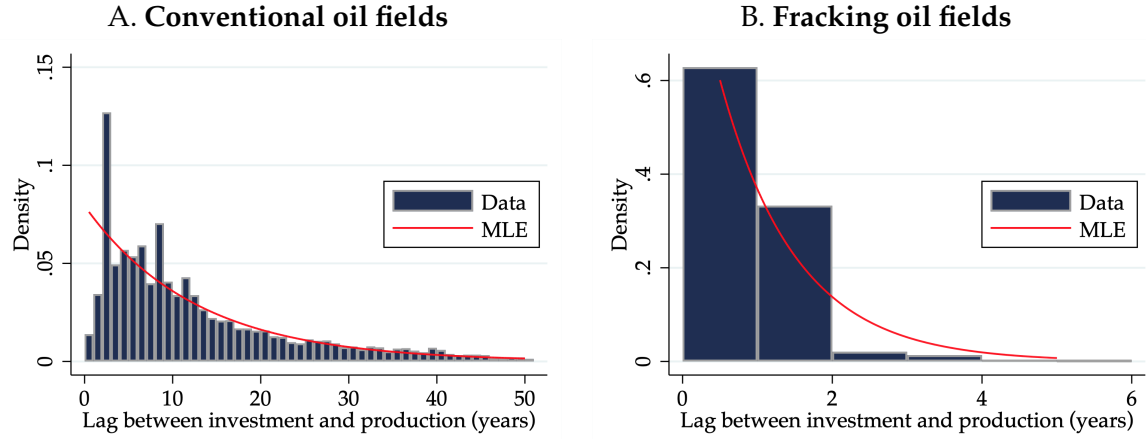 A. Conventional oil fields
.15
.1
.05
0
Density
Data
MLE
0 10 20 30 40 50
Lag between investment and production (years)
B. Fracking oil fields
.6
.4
.2
0
Density
Data
MLE
0 2 4 6
Lag between investment and production (years)